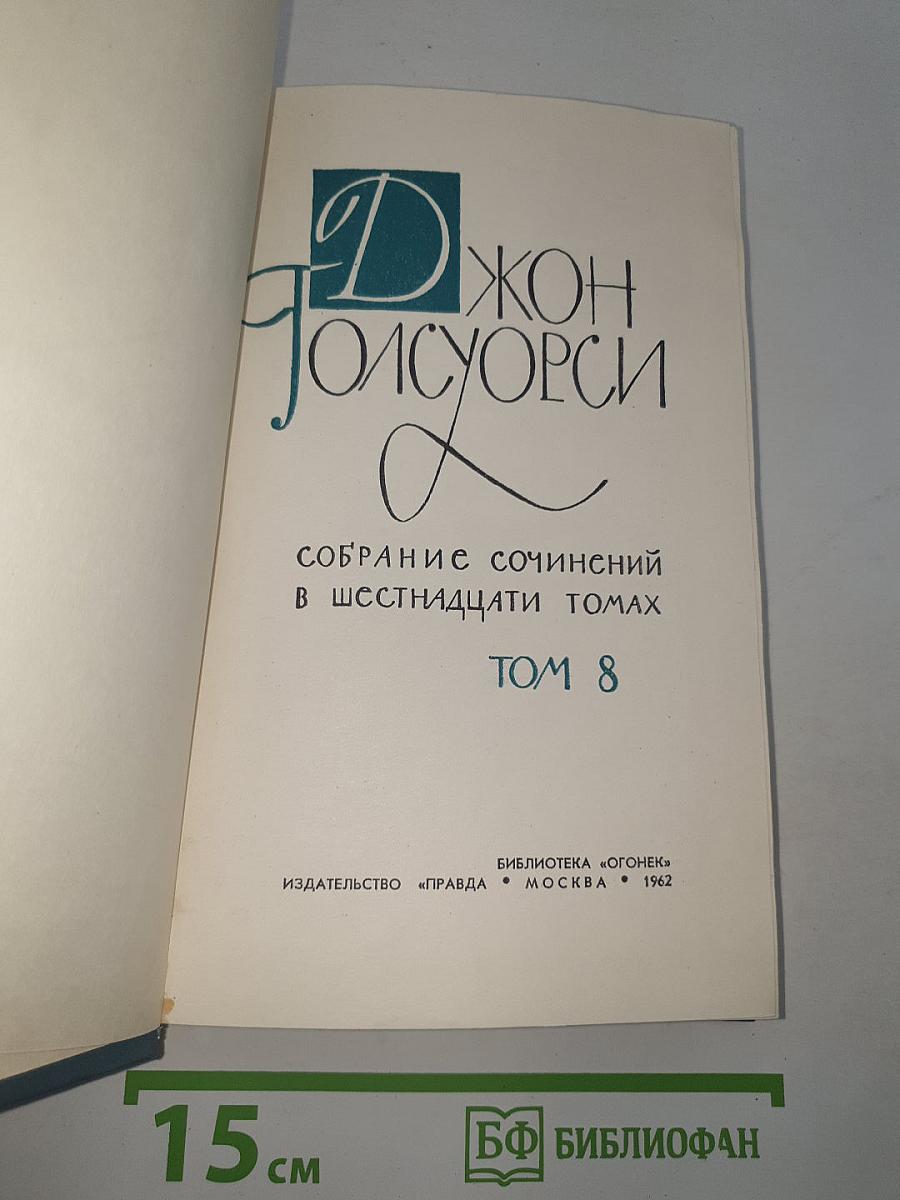 ДЖОН
ГОЛСУОРСИ
СОБРАНИЕ СОЧИНЕНИЙ
В ШЕСТНАДЦАТИ ТОМАХ
ТОМ 8
БИБЛИОТЕКА «ОГОНЕК»
ИЗДАТЕЛЬСТВО «ПРАВДА • МОСКВА • 1962
15 СМ
БФ БИБЛИОФАН